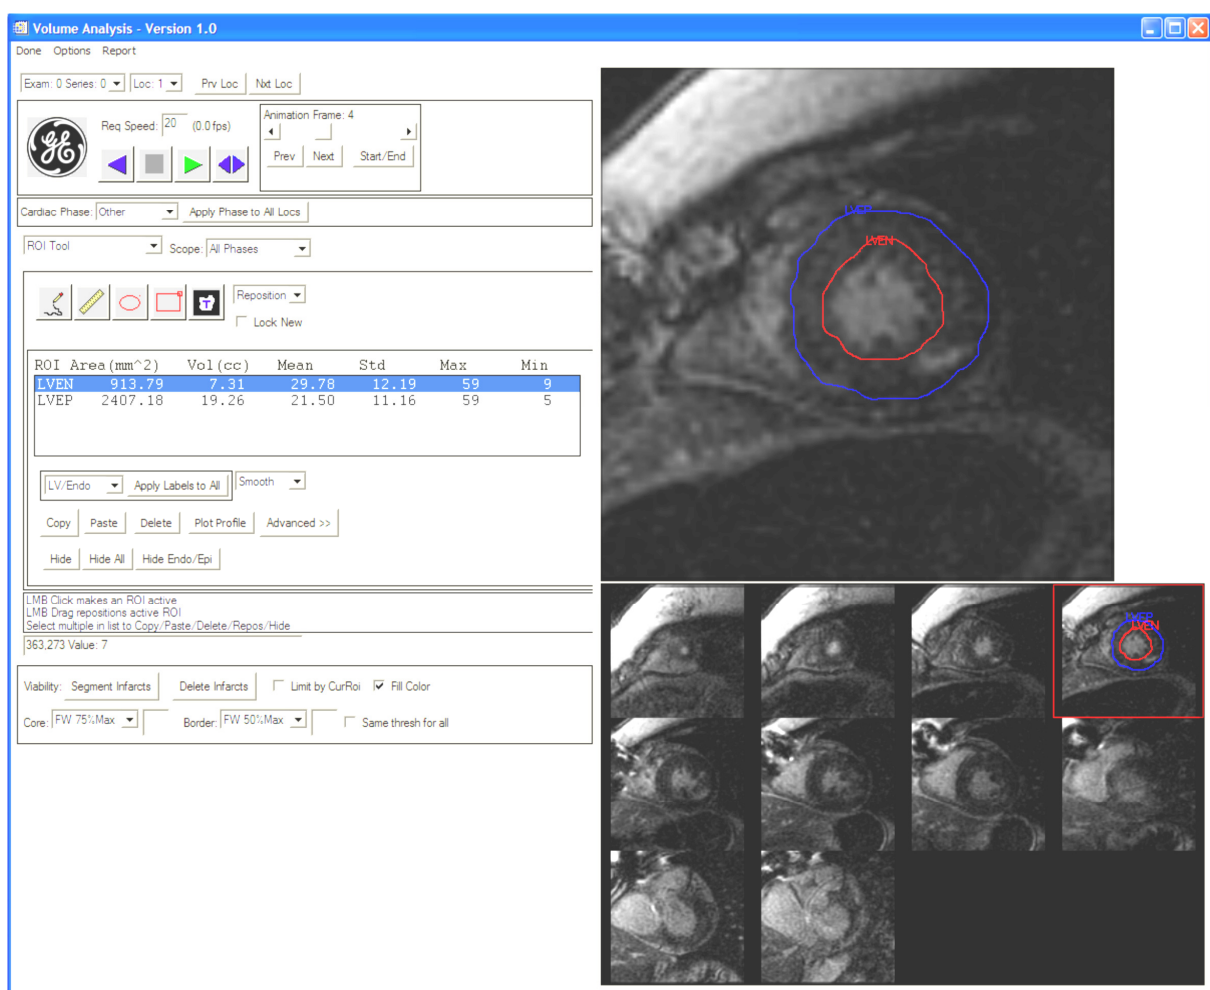 Volume Analysis - Version 1.0
Done Options Report
Exam: 0 Series: 0 Loc: 1 Prv Loc Nxt Loc
GE
Req Speed: 20 (0.0 fps)
Animation Frame: 4
Prev Next Start/End
Cardiac Phase: Other Apply Phase to All Locs
ROI Tool Scope: All Phases
T
Reposition
Lock New
ROI Area(mm^2) Vol(cc) Mean Std Max Min
LVEN 913.79 7.31 29.78 12.19 59 9
LVEP 2407.18 19.26 21.50 11.16 59 5
LV/Endo Apply Labels to All Smooth
Copy Paste Delete Plot Profile Advanced >>
Hide Hide All Hide Endo/Epi
LMB Click makes an ROI active
LMB Drag repositions active ROI
Select multiple in list to Copy/Paste/Delete/Repos/Hide
363,273 Value: 7
Viability: Segment Infarcts Delete Infarcts Limit by CurRoi Fill Color
Core: FW 75%Max Border: FW 50%Max Same thresh for all
LVEP
LVEN
LVEP
LVEN